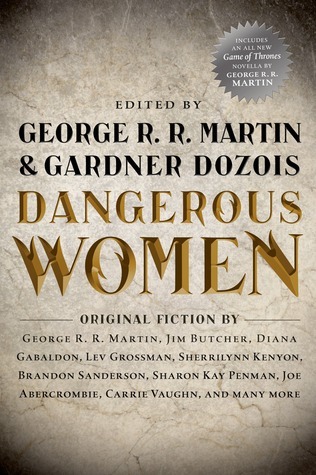 INCLUDES
AN ALL NEW
Game of Thrones
NOVELLA BY
GEORGE R. R.
MARTIN
EDITED BY
GEORGE R. R. MARTIN
& GARDNER DOZOIS
DANGEROUS
WOMEN
ORIGINAL FICTION BY
GEORGE R. R. MARTIN, JIM BUTCHER, DIANA
GABALDON, LEV GROSSMAN, SHERRILYNN KENYON,
BRANDON SANDERSON, SHARON KAY PENMAN, JOE
ABERCROMBIE, CARRIE VAUGHN, AND MANY MORE